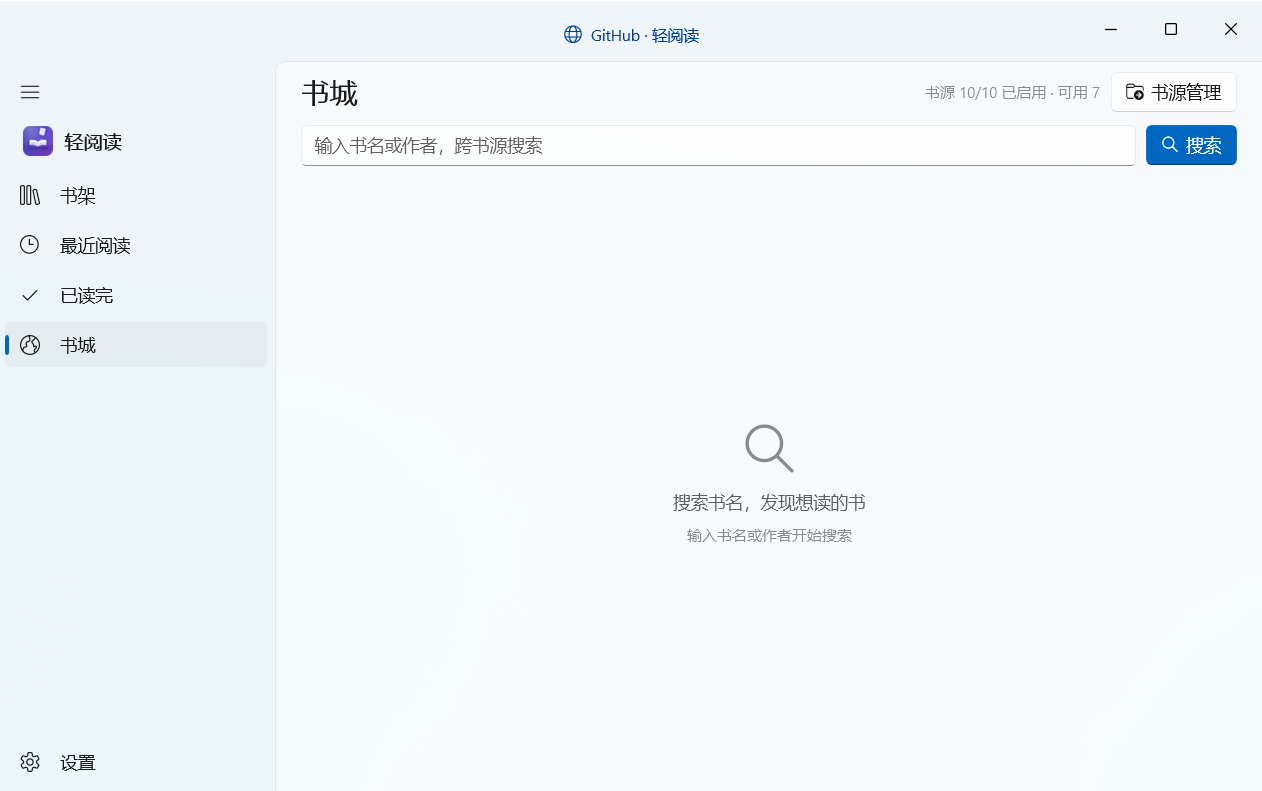 GitHub · 轻阅读
轻阅读
书架
最近阅读
已读完
书城
设置
书城
书源 10/10 已启用 · 可用 7
书源管理
输入书名或作者，跨书源搜索
搜索
搜索书名，发现想读的书
输入书名或作者开始搜索